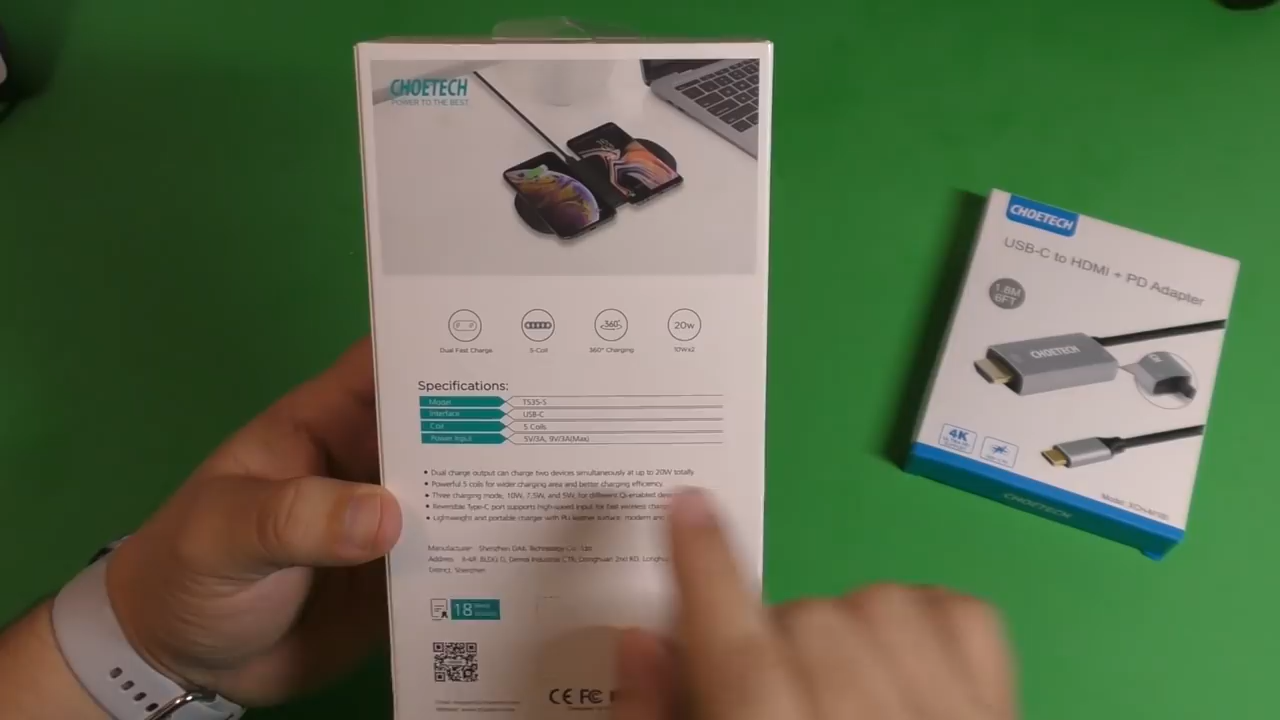 CHOETECH
POWER TO THE BEST
Dual Fast Charge
5-Coil
360°
360° Charging
20w
10Wx2
Specifications:
Model T535-S
Interface USB-C
Coil 5 Coils
Power Input 5V/3A, 9V/3A(Max)
• Dual charge output can charge two devices simultaneously at up to 20W totally
• Powerful 5 coils for wider charging area and better charging efficiency
• Three charging mode, 10W, 7.5W, and 5W, for different Qi-enabled
• Reversible Type-C port supports high-speed input for fast wireless
• Lightweight and portable charger with PU leather surface, modern
Manufacturer: Shenzhen DAK Technology Co., Ltd
Address:
District, Shenzhen
18
CE FC
CHOETECH
USB-C to HDMI + PD Adapter
1.8M
6FT
CHOETECH
4K
CHOETECH